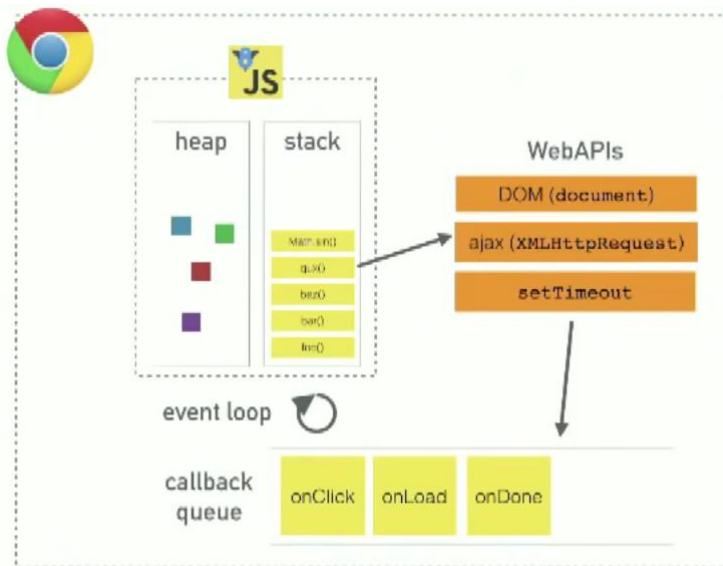 JS
heap
stack
Math.sin()
qux()
baz()
bar()
foo()
WebAPIs
DOM (document)
ajax (XMLHttpRequest)
setTimeout
event loop
callback
queue
onClick
onLoad
onDone